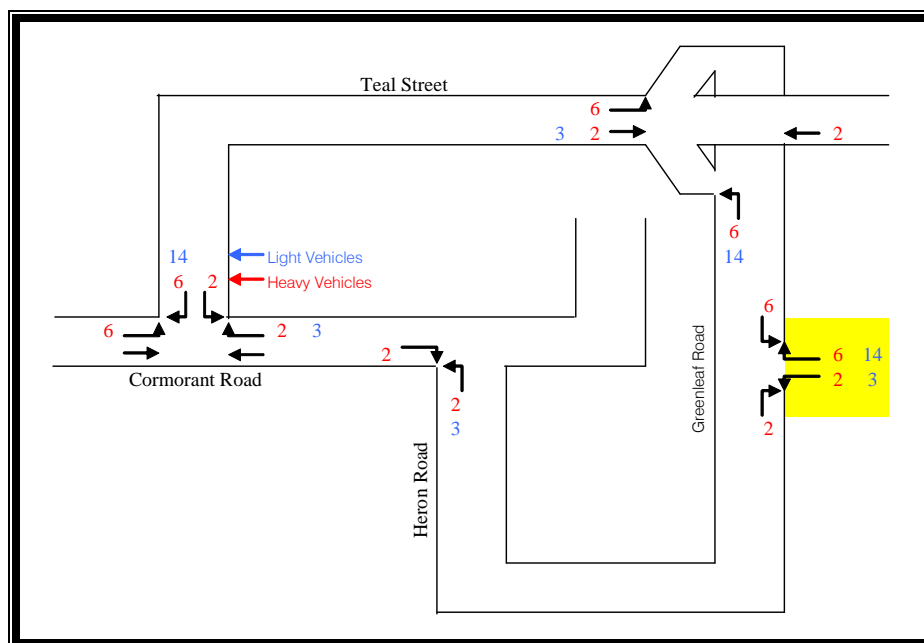 Teal Street
6
3 2
2
6
14
14
Light Vehicles
6 2
Heavy Vehicles
6
6
2 3
2
6 14
Cormorant Road
2 3
2
3
2
Greenleaf Road
Heron Road